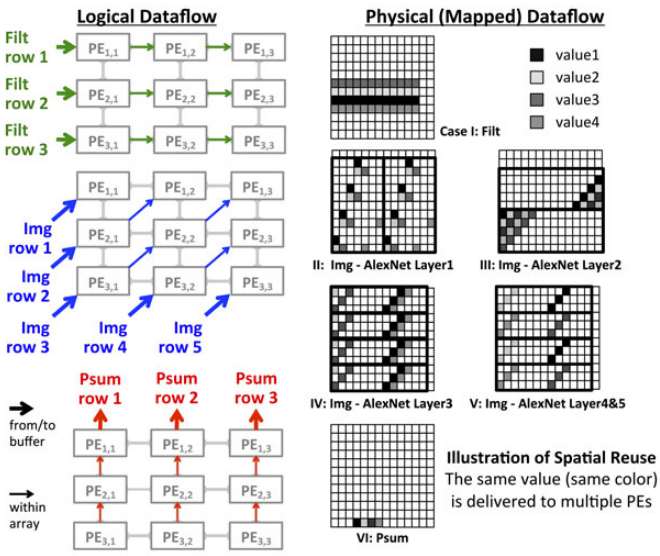 Logical Dataflow
Filt
row 1
PE1,1
PE1,2
PE1,3
Filt
row 2
PE2,1
PE2,2
PE2,3
Filt
row 3
PE3,1
PE3,2
PE3,3
PE1,1
PE1,2
PE1,3
Img
row 1
PE2,1
PE2,2
PE2,3
Img
row 2
PE3,1
PE3,2
PE3,3
Img
row 3
Img
row 4
Img
row 5
Psum
row 1
Psum
row 2
Psum
row 3
from/to
buffer
PE1,1
PE1,2
PE1,3
within
array
PE2,1
PE2,2
PE2,3
PE3,1
PE3,2
PE3,3
Physical (Mapped) Dataflow
value1
value2
value3
value4
Case I: Filt
II: Img - AlexNet Layer1
III: Img - AlexNet Layer2
IV: Img - AlexNet Layer3
V: Img - AlexNet Layer4&5
VI: Psum
Illustration of Spatial Reuse
The same value (same color)
is delivered to multiple PEs